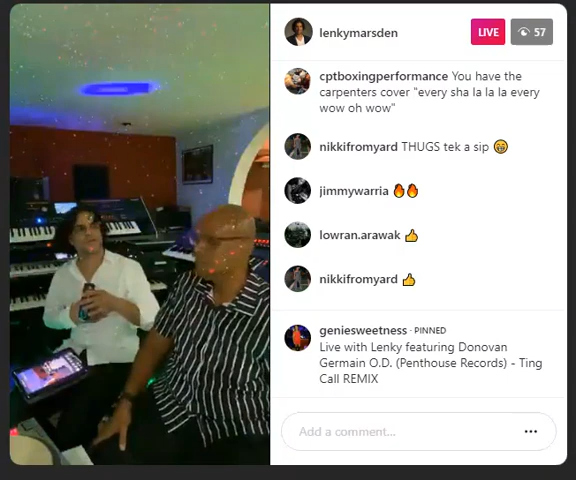 lenkymarsden
LIVE
57
cptboxingperformance You have the
carpenters cover "every sha la la la every
wow oh wow"
nikkifromyard THUGS tek a sip 😁
jimmywarria 🔥🔥
lowran.arawak 👍
nikkifromyard 👍
geniesweetness · PINNED
Live with Lenky featuring Donovan
Germain O.D. (Penthouse Records) - Ting
Call REMIX
Add a comment...